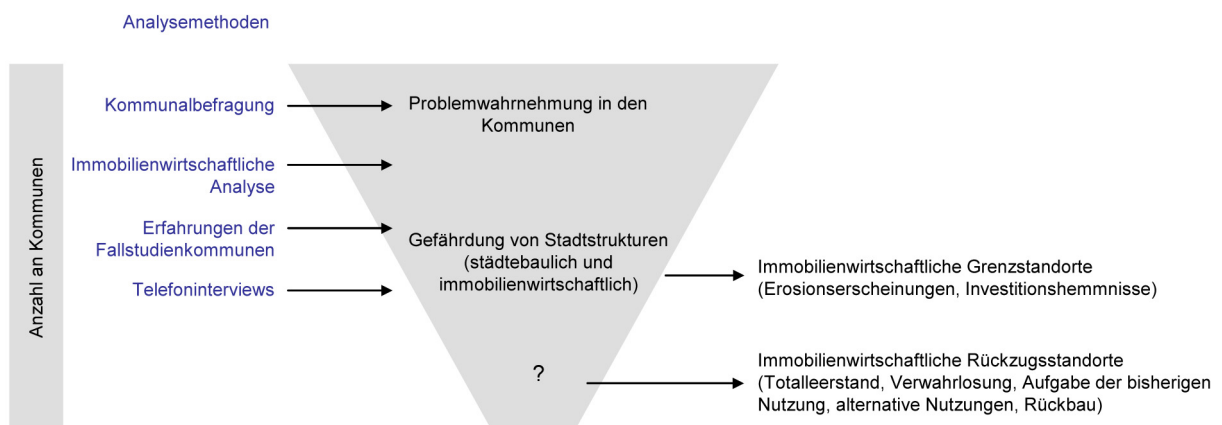 Analysemethoden
Anzahl an Kommunen
Kommunalbefragung
Immobilienwirtschaftliche
Analyse
Erfahrungen der
Fallstudienkommunen
Telefoninterviews
Problemwahrnehmung in den
Kommunen
Gefährdung von Stadtstrukturen
(städtebaulich und
immobilienwirtschaftlich)
?
Immobilienwirtschaftliche Grenzstandorte
(Erosionserscheinungen, Investitionshemmnisse)
Immobilienwirtschaftliche Rückzugsstandorte
(Totalleerstand, Verwahrlosung, Aufgabe der bisherigen
Nutzung, alternative Nutzungen, Rückbau)